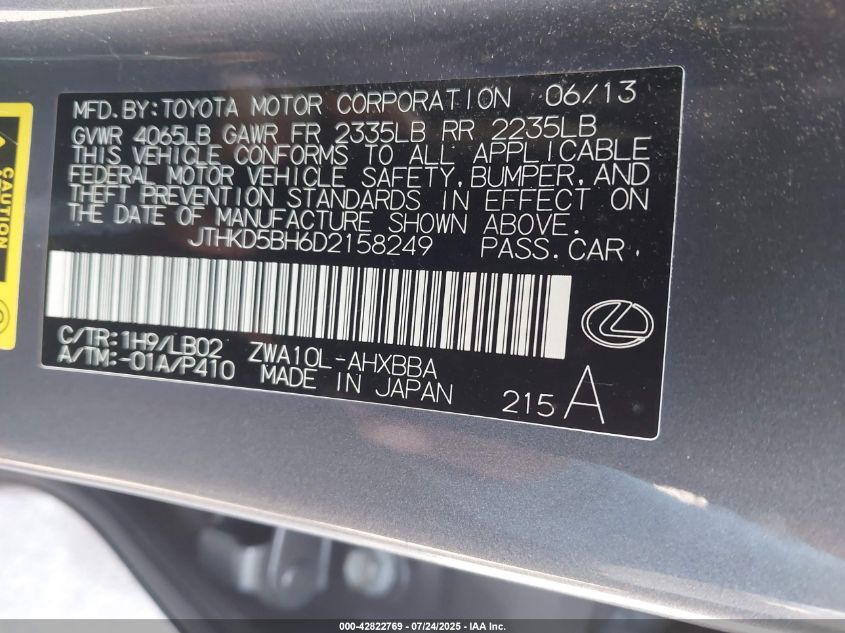 MFD.BY:TOYOTA MOTOR CORPORATION 06/13
GVWR 4065LB GAWR FR 2335LB RR 2235LB
THIS VEHICLE CONFORMS TO ALL APPLICABLE
FEDERAL MOTOR VEHICLE SAFETY,BUMPER,AND
THEFT PREVENTION STANDARDS IN EFFECT ON
THE DATE OF MANUFACTURE SHOWN ABOVE.
JTHKD5BH6D2158249 PASS.CAR
C/TR:1H9/LB02 ZWA10L-AHXBBA
A/TM:-01A/P410 MADE IN JAPAN
215 A
CAUTION
000-42822769 - 07/24/2025 - IAA Inc.